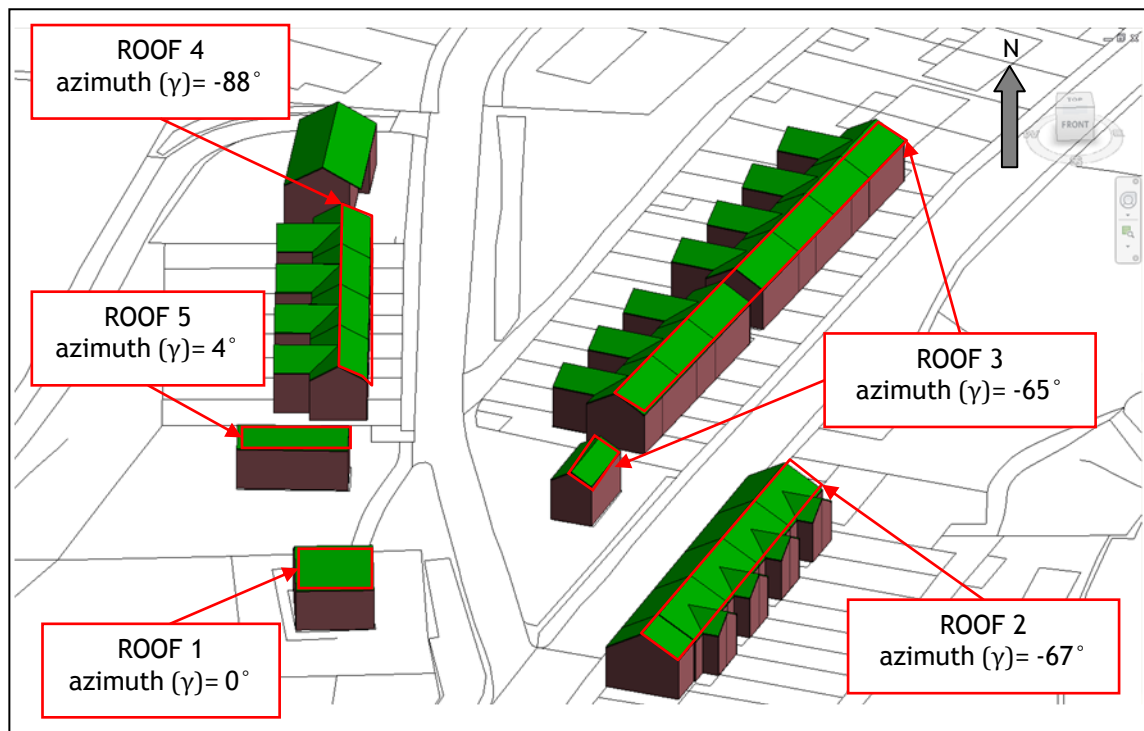 ROOF 4
azimuth (γ)= -88°
N
TOP
FRONT
ROOF 5
azimuth (γ)= 4°
ROOF 3
azimuth (γ)= -65°
ROOF 1
azimuth (γ)= 0°
ROOF 2
azimuth (γ)= -67°